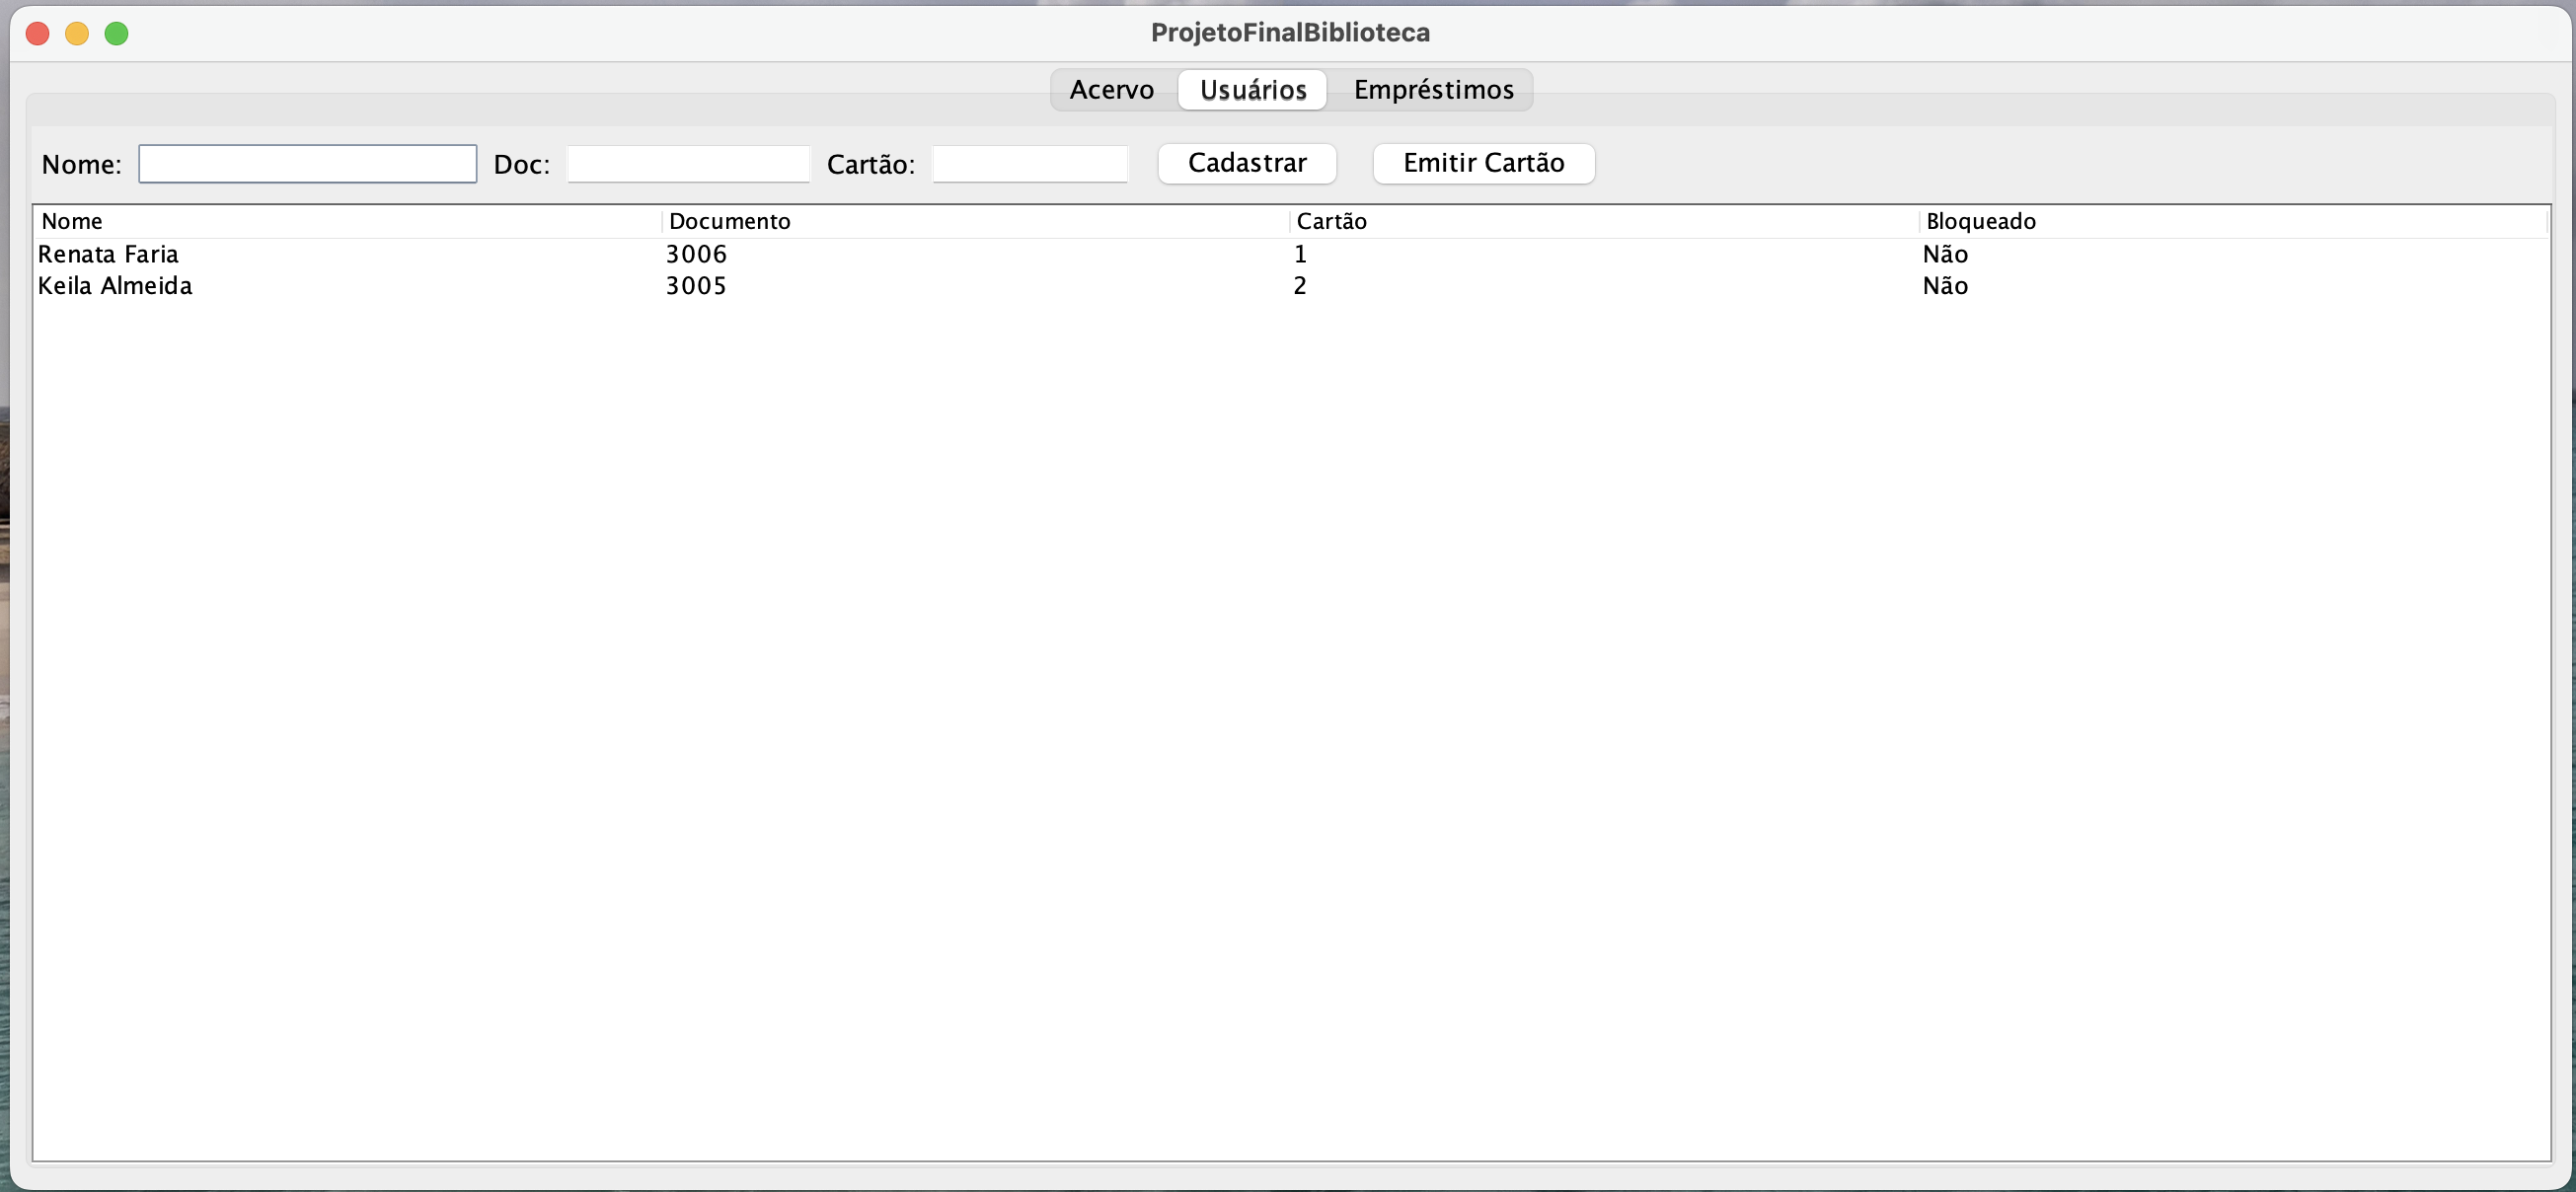 ProjetoFinalBiblioteca
Acervo Usuários Empréstimos
Nome: Doc: Cartão: Cadastrar Emitir Cartão
Nome Documento Cartão Bloqueado
Renata Faria 3006 1 Não
Keila Almeida 3005 2 Não